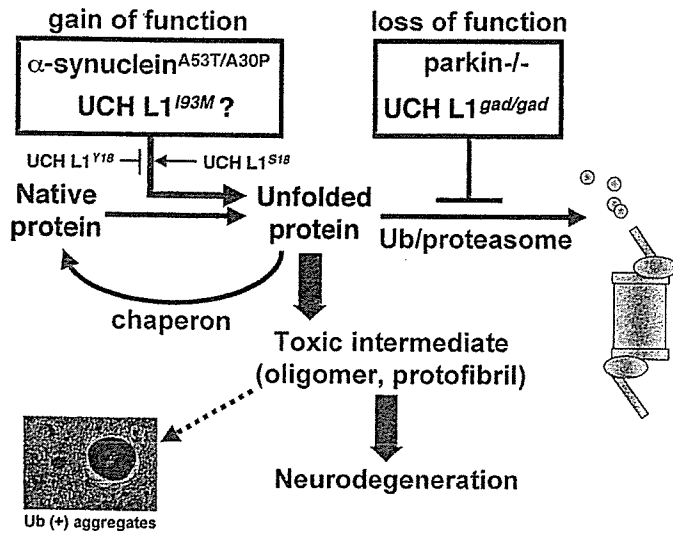 gain of function
α-synuclein^A53T/A30P
UCH L1^I93M ?
loss of function
parkin-/-
UCH L1^gad/gad
UCH L1^Y18
UCH L1^S18
Native
protein
Unfolded
protein
Ub/proteasome
chaperon
Toxic intermediate
(oligomer, protofibril)
Neurodegeneration
Ub (+) aggregates